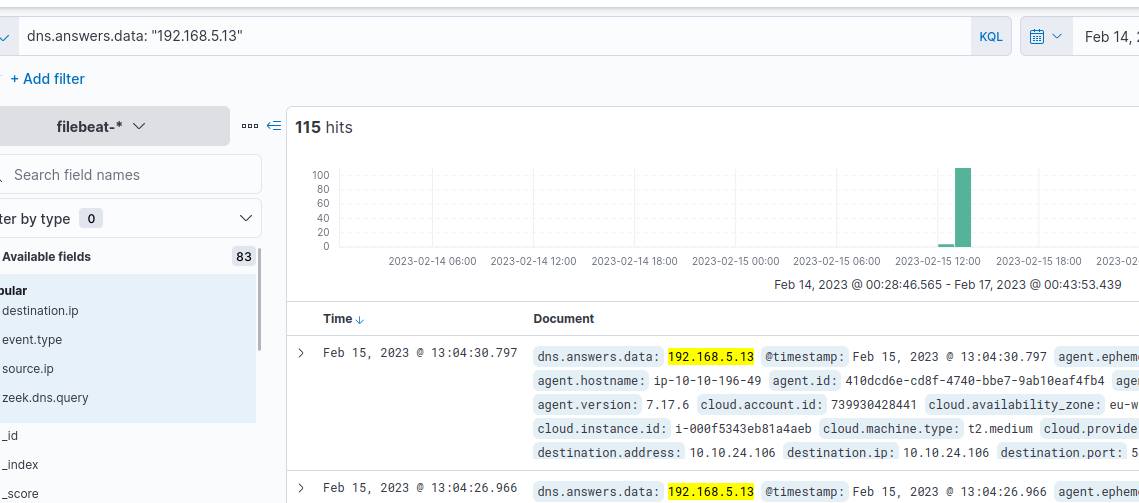 dns.answers.data: "192.168.5.13"
KQL
Feb 14,
+ Add filter
filebeat-*
115 hits
Search field names
ter by type 0
Available fields 83
pular
destination.ip
event.type
source.ip
zeek.dns.query
_id
_index
_score
100
80
60
40
20
0
2023-02-14 06:00 2023-02-14 12:00 2023-02-14 18:00 2023-02-15 00:00 2023-02-15 06:00 2023-02-15 12:00 2023-02-15 18:00 2023-02
Feb 14, 2023 @ 00:28:46.565 - Feb 17, 2023 @ 00:43:53.439
Time Document
Feb 15, 2023 @ 13:04:30.797 dns.answers.data: 192.168.5.13 @timestamp: Feb 15, 2023 @ 13:04:30.797 agent.ephem
agent.hostname: ip-10-10-196-49 agent.id: 410dcd6e-cd8f-4740-bbe7-9ab10eaf4fb4 age
agent.version: 7.17.6 cloud.account.id: 739930428441 cloud.availability_zone: eu-w
cloud.instance.id: i-000f5343eb81a4aeb cloud.machine.type: t2.medium cloud.provide
destination.address: 10.10.24.106 destination.ip: 10.10.24.106 destination.port: 5
Feb 15, 2023 @ 13:04:26.966 dns.answers.data: 192.168.5.13 @timestamp: Feb 15, 2023 @ 13:04:26.966 agent.ephem